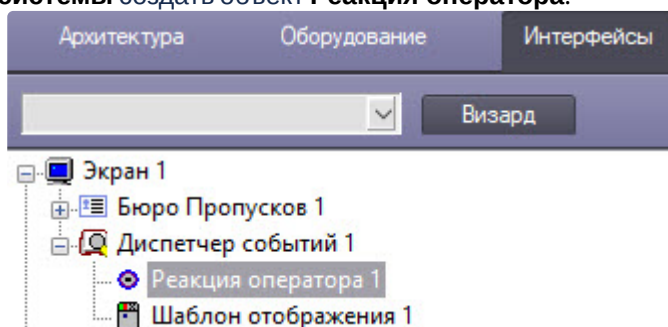 системы создать объект Реакция оператора.
Архитектура Оборудование Интерфейсы
Визард
Экран 1
Бюро Пропусков 1
Диспетчер событий 1
Реакция оператора 1
Шаблон отображения 1